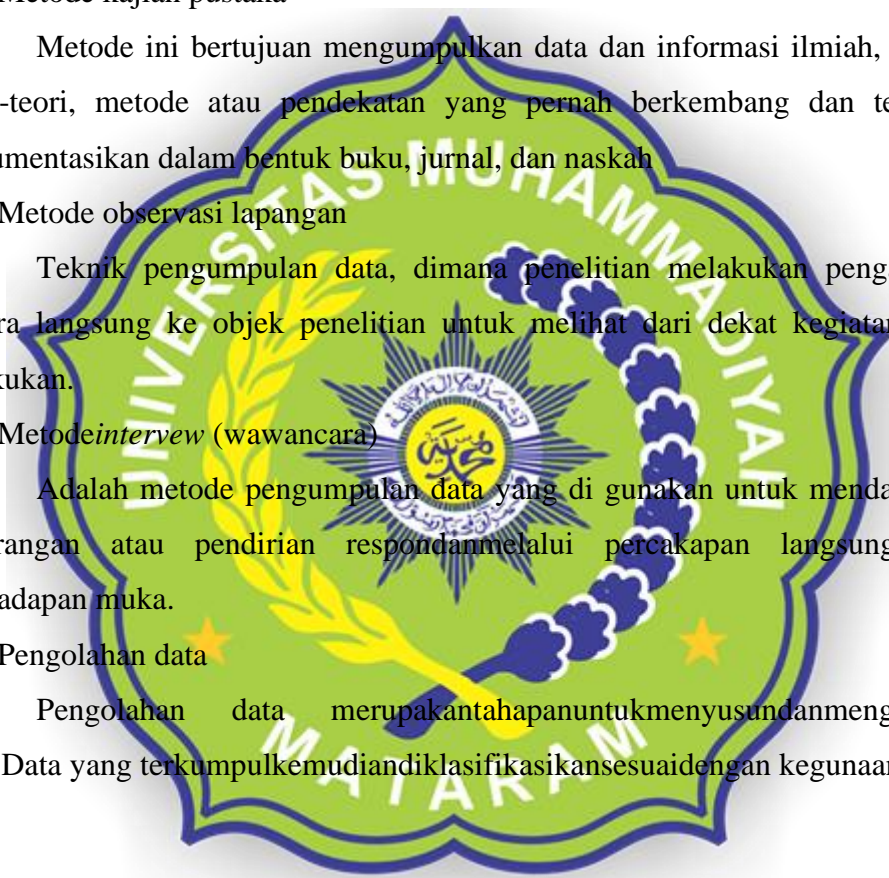 Metode kajian pustaka
Metode ini bertujuan mengumpulkan data dan informasi ilmiah,
-teori, metode atau pendekatan yang pernah berkembang dan te
umentasikan dalam bentuk buku, jurnal, dan naskah
Metode observasi lapangan
Teknik pengumpulan data, dimana penelitian melakukan penga
ra langsung ke objek penelitian untuk melihat dari dekat kegiatan
kukan.
Metodeintervew (wawancara)
Adalah metode pengumpulan data yang di gunakan untuk menda
rangan atau pendirian respondanmelalui percakapan langsung
adapan muka.
Pengolahan data
Pengolahan data merupakantahapanuntukmenyusundanmeng
Data yang terkumpulkemudiandiklasifikasikansesuaidengan kegunaan
UNIVERSITAS MUHAMMADIYAH
MATARAM
محمدية